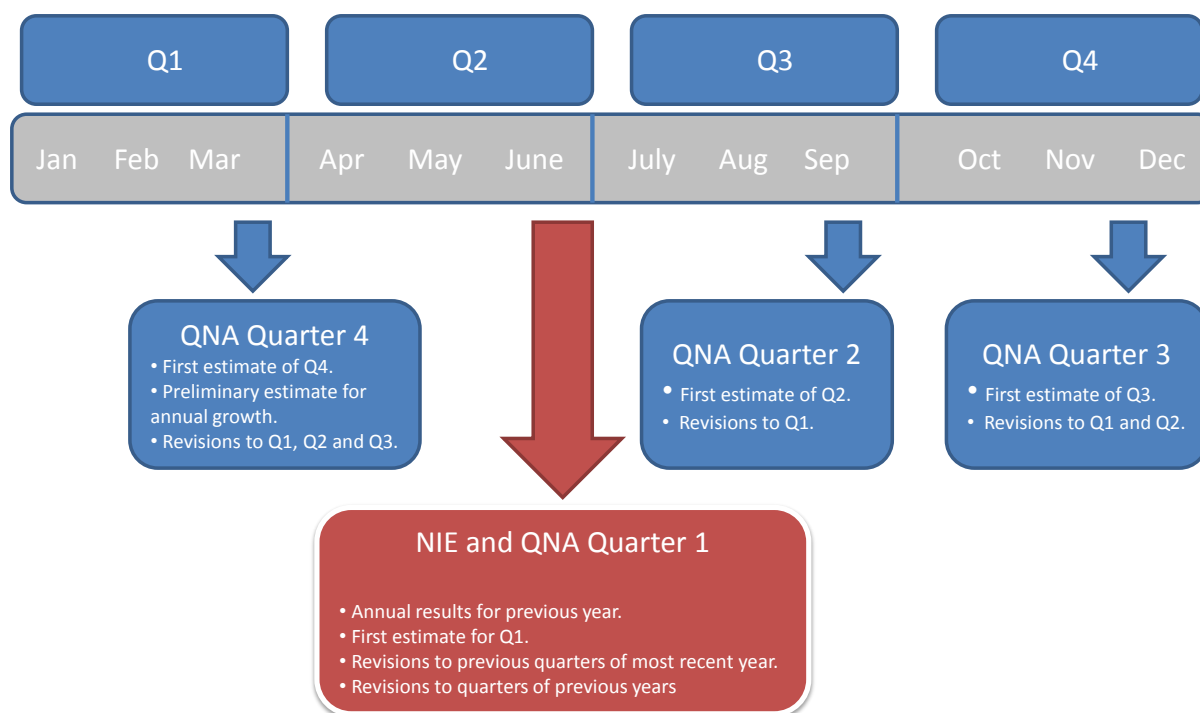 Q1
Q2
Q3
Q4
Jan Feb Mar
Apr May June
July Aug Sep
Oct Nov Dec
QNA Quarter 4
• First estimate of Q4.
• Preliminary estimate for
annual growth.
• Revisions to Q1, Q2 and Q3.
QNA Quarter 2
• First estimate of Q2.
• Revisions to Q1.
QNA Quarter 3
• First estimate of Q3.
• Revisions to Q1 and Q2.
NIE and QNA Quarter 1
• Annual results for previous year.
• First estimate for Q1.
• Revisions to previous quarters of most recent year.
• Revisions to quarters of previous years